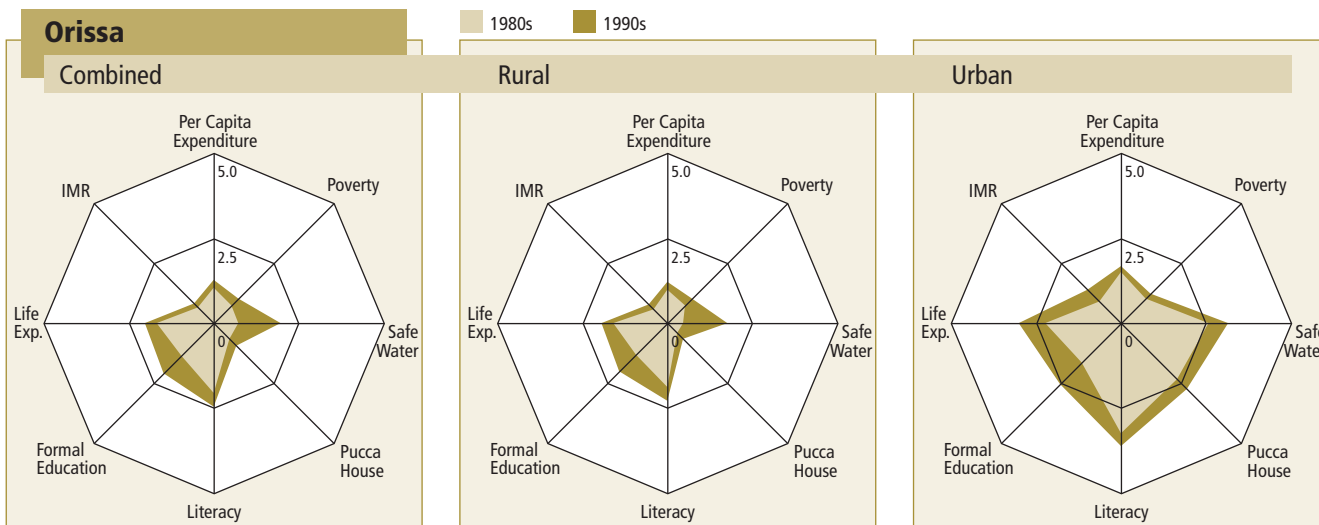 Orissa
1980s
1990s
Combined
Rural
Urban
Per Capita
Expenditure
5.0
Poverty
IMR
2.5
Life
Exp.
Safe
Water
0
Formal
Education
Pucca
House
Literacy
Per Capita
Expenditure
5.0
Poverty
IMR
2.5
Life
Exp.
Safe
Water
0
Formal
Education
Pucca
House
Literacy
Per Capita
Expenditure
5.0
Poverty
IMR
2.5
Life
Exp.
Safe
Water
0
Formal
Education
Pucca
House
Literacy